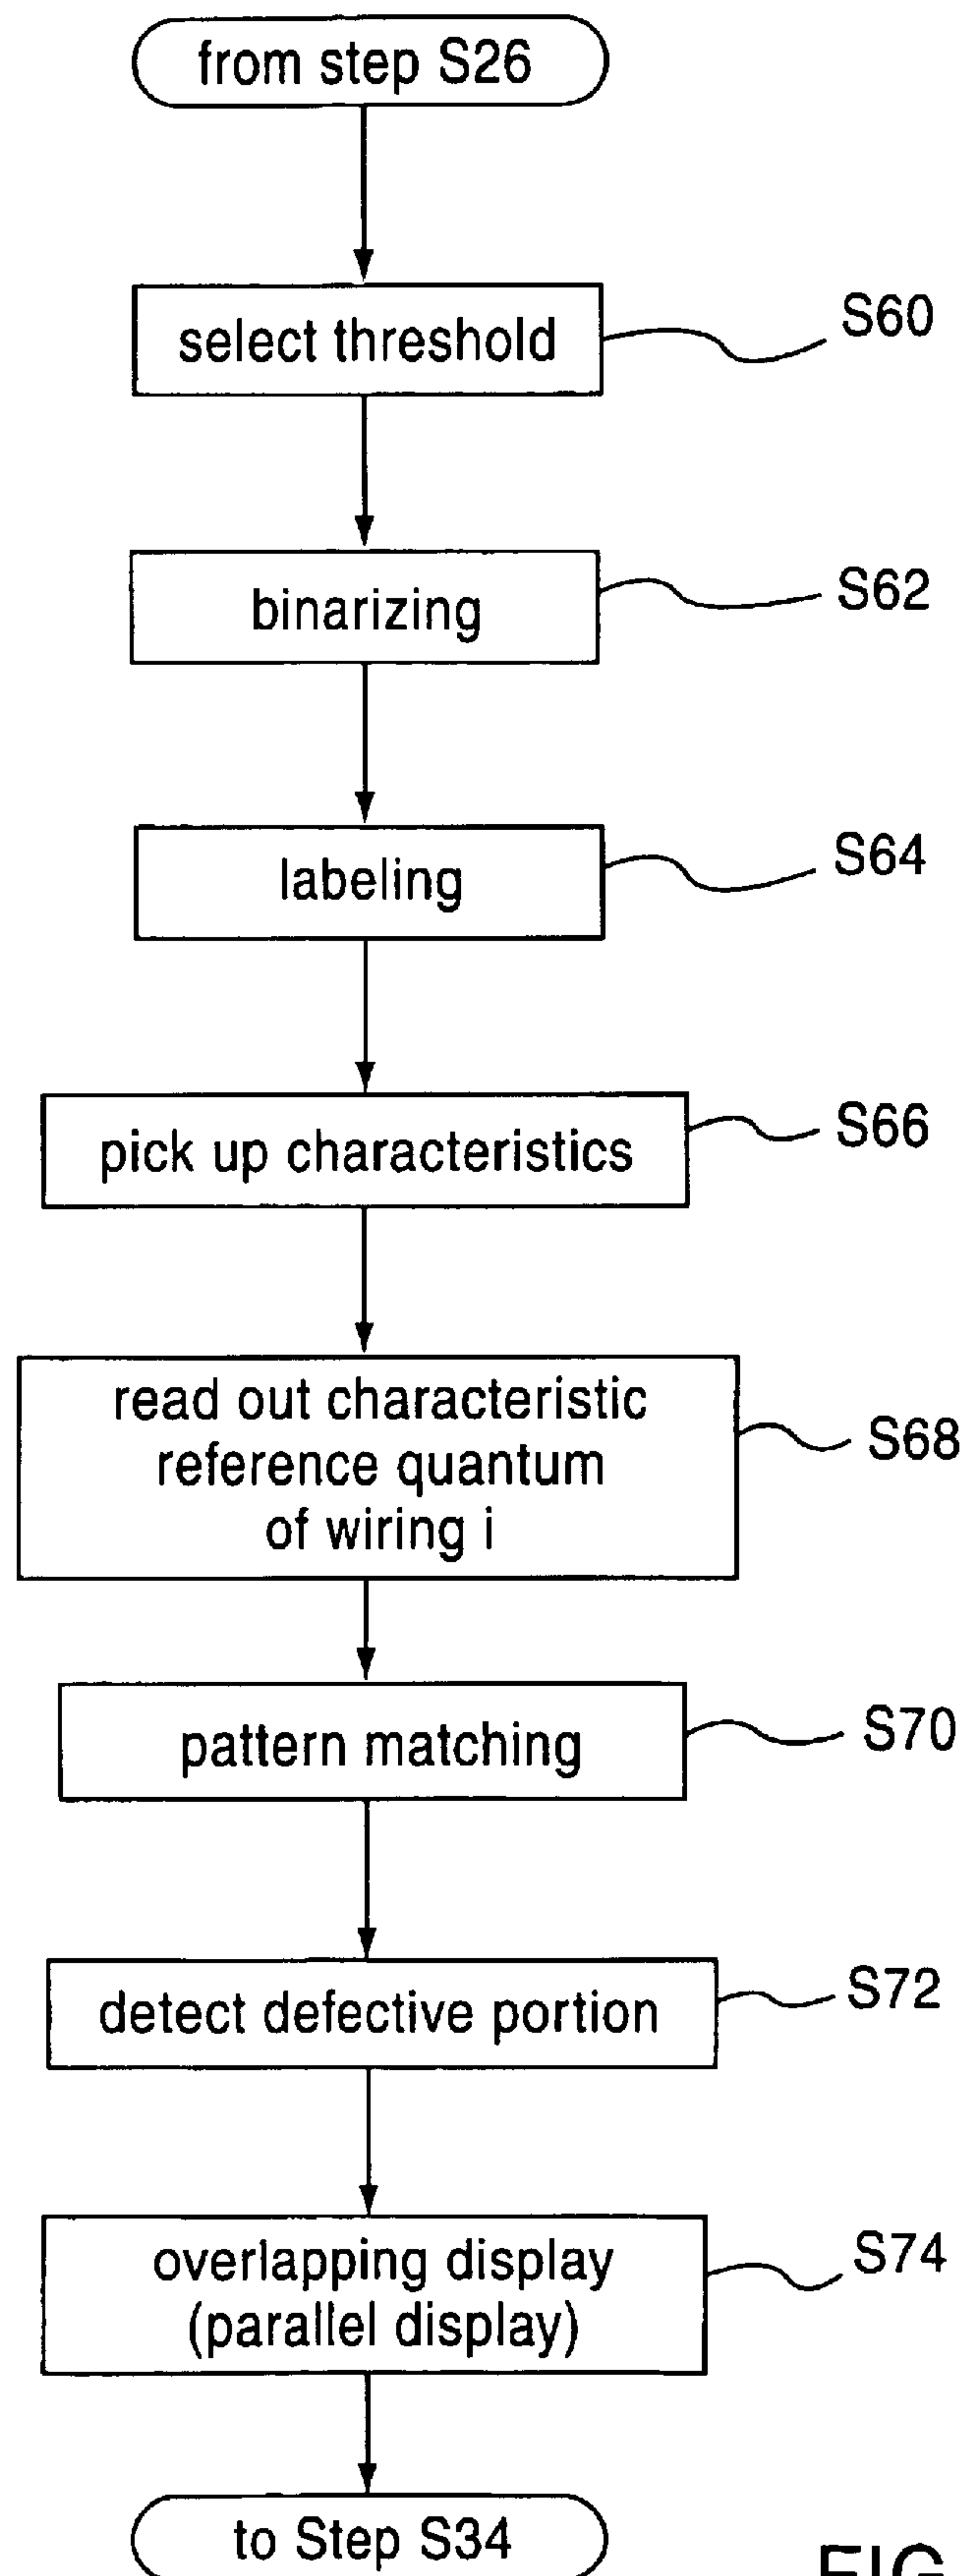 from step S26
select threshold
S60
binarizing
S62
labeling
S64
pick up characteristics
S66
read out characteristic
reference quantum
of wiring i
S68
pattern matching
S70
detect defective portion
S72
overlapping display
(parallel display)
S74
to Step S34
FIG